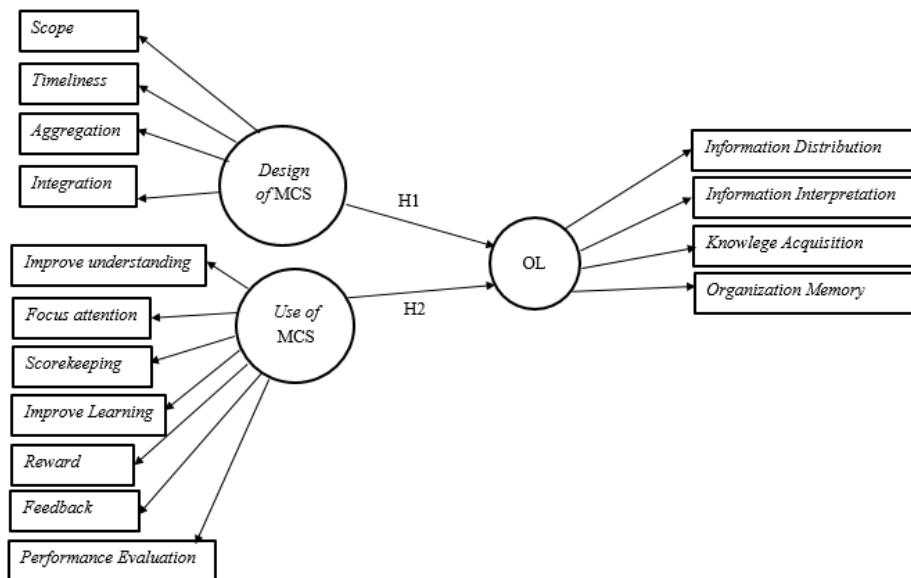 Scope
Timeliness
Aggregation
Integration
Design
of MCS
H1
Improve understanding
Focus attention
Scorekeeping
Improve Learning
Reward
Feedback
Performance Evaluation
Use of
MCS
H2
OL
Information Distribution
Information Interpretation
Knowlege Acquisition
Organization Memory